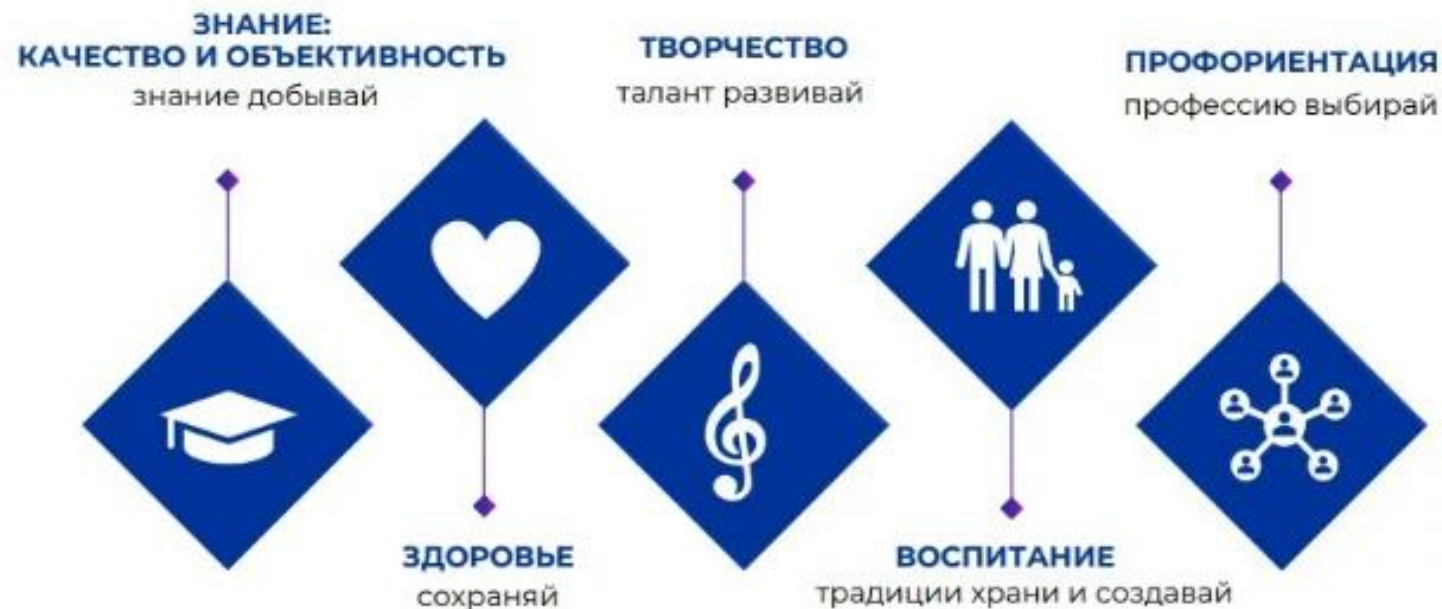 ЗНАНИЕ:
КАЧЕСТВО И ОБЪЕКТИВНОСТЬ
знание добывай
ТВОРЧЕСТВО
талант развивай
ПРОФОРИЕНТАЦИЯ
профессию выбирай
ЗДОРОВЬЕ
сохраняй
ВОСПИТАНИЕ
традиции храни и создавай